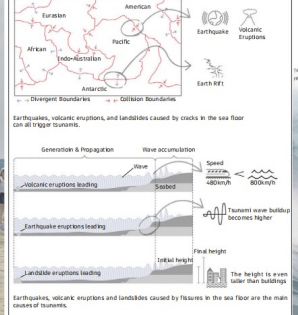 American
Eurasian
Pacific
African
Indo-Australian
Antarctic
Earthquake
Volcanic
Eruptions
Earth Rift
Divergent Boundaries
Collision Boundaries
Earthquakes, volcanic eruptions, and landslides caused by cracks in the sea floor
can all trigger tsunamis.
Generatioin & Propagation
Wave accumulation
Wave
Speed
480km/h
<
800km/h
Volcanic eruptions leading
Seabed
Tsunami wave buildup
becomes higher
Earthquake eruptions leading
Final height
Initial height
Landslide eruptions leading
The height is even
taller than buildings
Earthquakes, volcanic eruptions and landslides caused by fissures in the sea floor are the main
causes of tsunamis.